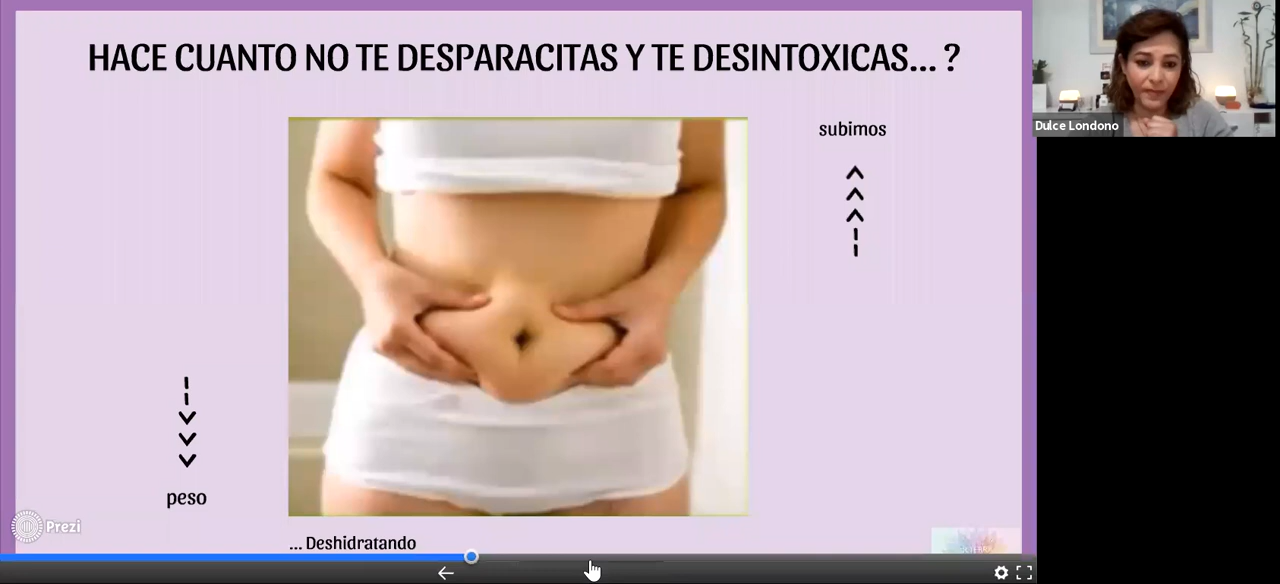 HACE CUANTO NO TE DESPARACITAS Y TE DESINTOXICAS... ?
Dulce Londono
subimos
peso
Prezi
... Deshidratando